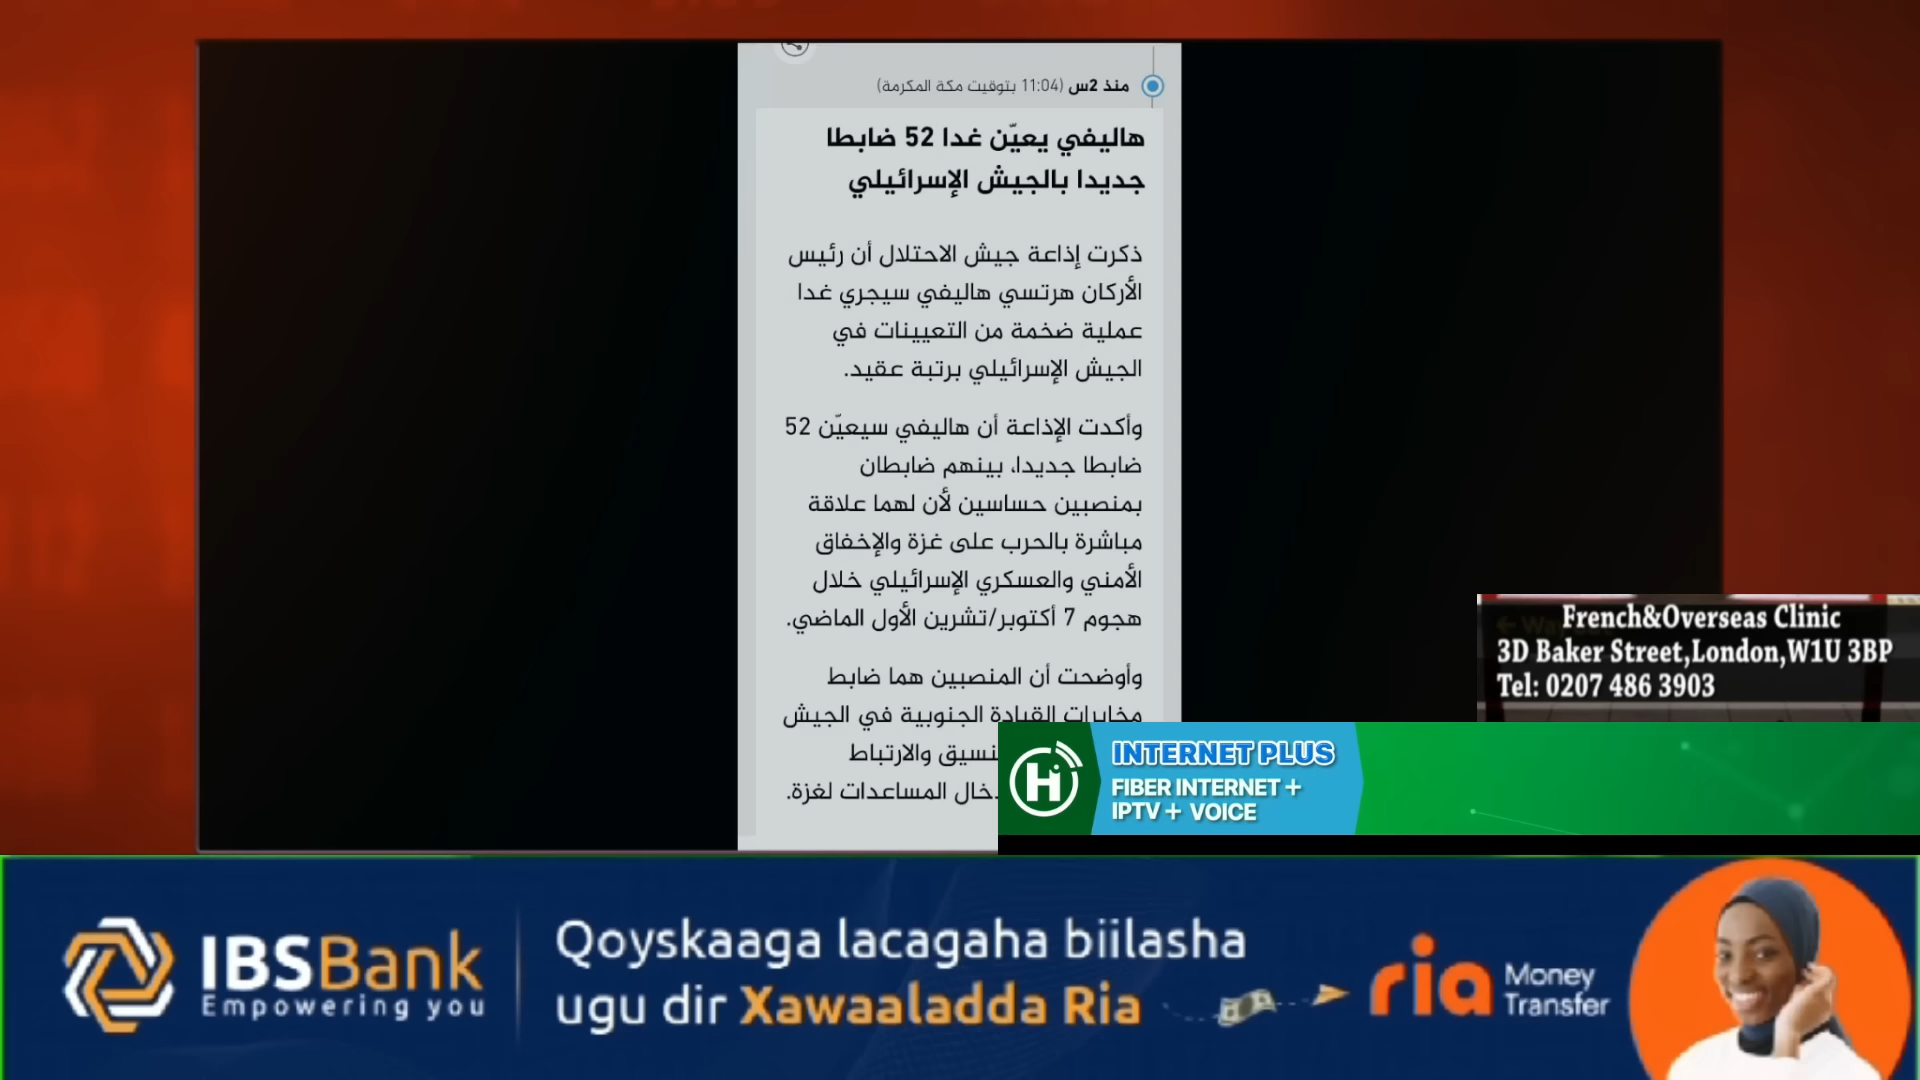 منذ 2س (11:04 بتوقيت مكة المكرمة)
هاليفي يعيّن غدا 52 ضابطا
جديدا بالجيش الإسرائيلي
ذكرت إذاعة جيش الاحتلال أن رئيس
الأركان هرتسي هاليفي سيجري غدا
عملية ضخمة من التعيينات في
الجيش الإسرائيلي برتبة عقيد.
وأكدت الإذاعة أن هاليفي سيعيّن 52
ضابطا جديدا، بينهم ضابطان
بمنصبين حساسين لأن لهما علاقة
مباشرة بالحرب على غزة والإخفاق
الأمني والعسكري الإسرائيلي خلال
هجوم 7 أكتوبر/تشرين الأول الماضي.
وأوضحت أن المنصبين هما ضابط
مخابرات القيادة الجنوبية في الجيش
والارتباط
المساعدات لغزة.
French&Overseas Clinic
3D Baker Street,London,W1U 3BP
Tel: 0207 486 3903
H
INTERNET PLUS
FIBER INTERNET +
IPTV + VOICE
IBSBank
Empowering you
Qoyskaaga lacagaha biilasha
ugu dir Xawaaladda Ria
ria Money
Transfer